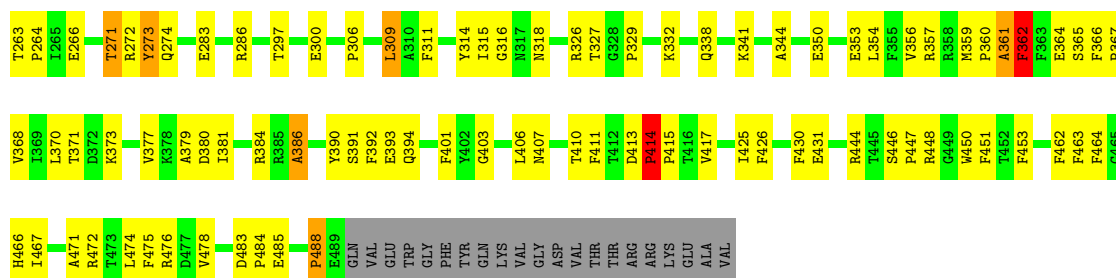 T263 P264 I265 E266 T271 R272 Y273 Q274 E283 R286 T297 E300 P306 L309 A310 F311 Y314 I315 G316 N317 N318 R326 T327 G328 P329 K332 Q338 K341 A344 E350 E353 L354 F355 V356 R357 R358 M359 P360 A361 F362 F363 E364 S365 F366
V368 I369 L370 T371 D372 K373 V377 K378 A379 D380 I381 R384 R385 A386 Y390 S391 F392 E393 Q394 F401 Y402 G403 L406 N407 T410 F411 T412 D413 P414 P415 T416 V417 I425 F426 F430 E431 R444 T445 S446 P447 R448 G449 W450 F451 T452 F453 F462 F463 F464
H466 I467 A471 R472 T473 L474 F475 R476 D477 V478 D483 P484 E485 P488 E489 GLN VAL GLU TRP GLY PHE TYR GLN LYS VAL GLY ASP VAL THR THR ARG ARG LYS GLU ALA VAL